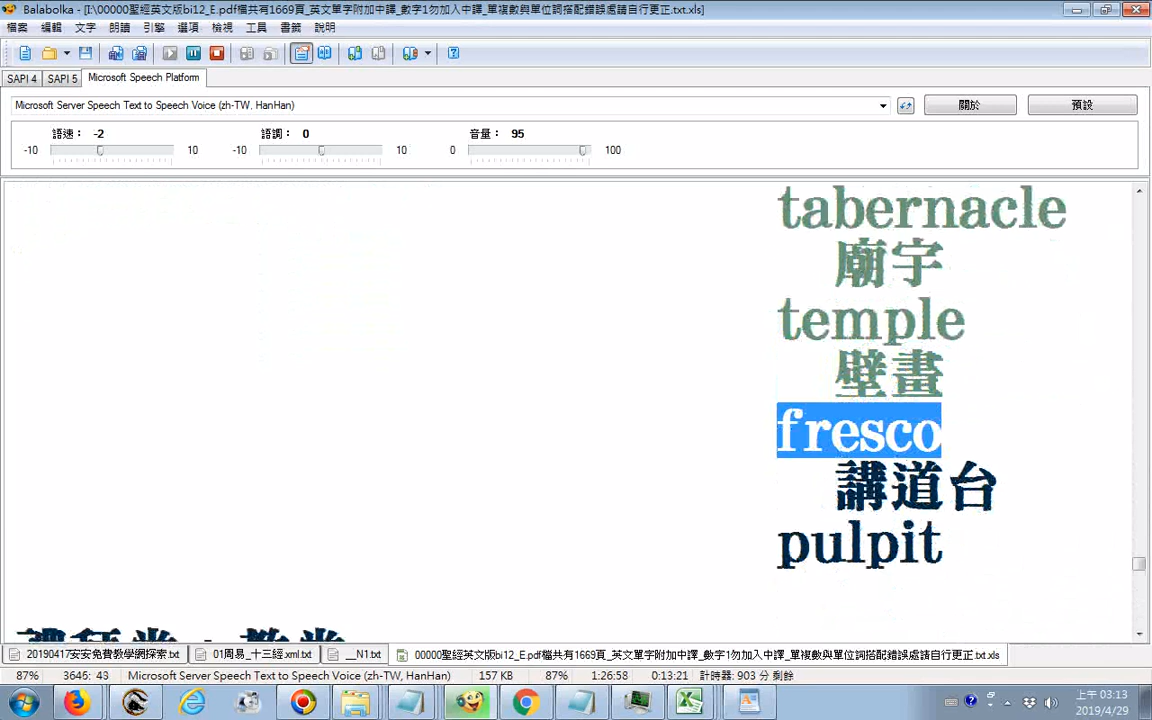 Balabolka - [I:\00000聖經英文版bi12_E.pdf檔共有1669頁_英文單字附加中譯_數字1勿加入中譯_單複數與單位詞搭配錯誤處請自行更正.txt.xls]
檔案 編輯 文字 朗讀 引擎 選項 檢視 工具 書籤 說明
SAPI 4 SAPI 5 Microsoft Speech Platform
Microsoft Server Speech Text to Speech Voice (zh-TW, HanHan) 關於 預設
語速： -2 語調： 0 音量： 95
-10 10 -10 10 0 100
tabernacle
廟宇
temple
壁畫
fresco
講道台
pulpit
20190417安安免費教學網探索.txt 01周易_十三經.xml.txt __N1.txt 00000聖經英文版bi12_E.pdf檔共有1669頁_英文單字附加中譯_數字1勿加入中譯_單複數與單位詞搭配錯誤處請自行更正.txt.xls
87% 3646: 43 Microsoft Server Speech Text to Speech Voice (zh-TW, HanHan) 157 KB 87% 1:26:58 0:13:21 計時器: 903 分 剩餘
上午 03:13
2019/4/29